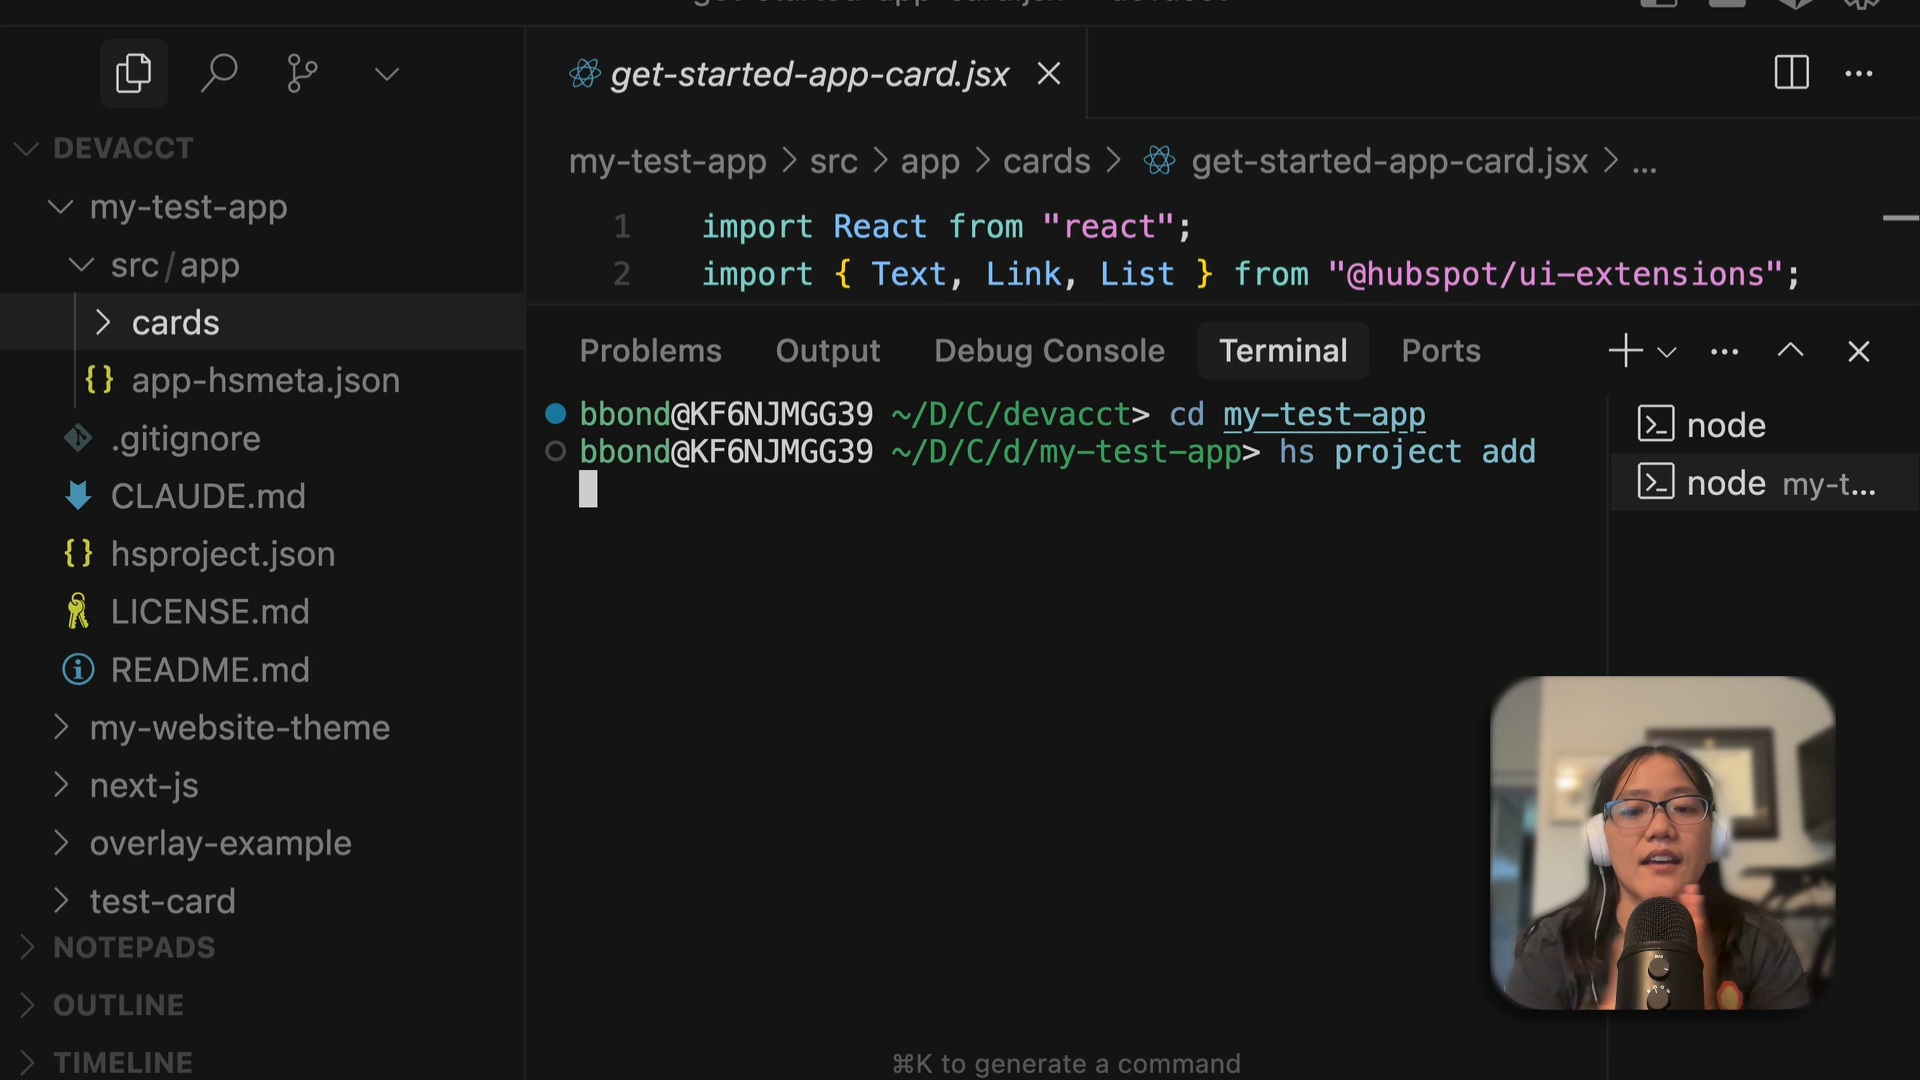 DEVACCT
my-test-app
src/app
cards
app-hsmeta.json
.gitignore
CLAUDE.md
hsproject.json
LICENSE.md
README.md
my-website-theme
next-js
overlay-example
test-card
NOTEPADS
OUTLINE
TIMELINE
get-started-app-card.jsx
my-test-app > src > app > cards > get-started-app-card.jsx > ...
1 import React from "react";
2 import { Text, Link, List } from "@hubspot/ui-extensions";
Problems Output Debug Console Terminal Ports
bbond@KF6NJMGG39 ~/D/C/devacct> cd my-test-app
bbond@KF6NJMGG39 ~/D/C/d/my-test-app> hs project add
node
node my-t...
⌘K to generate a command